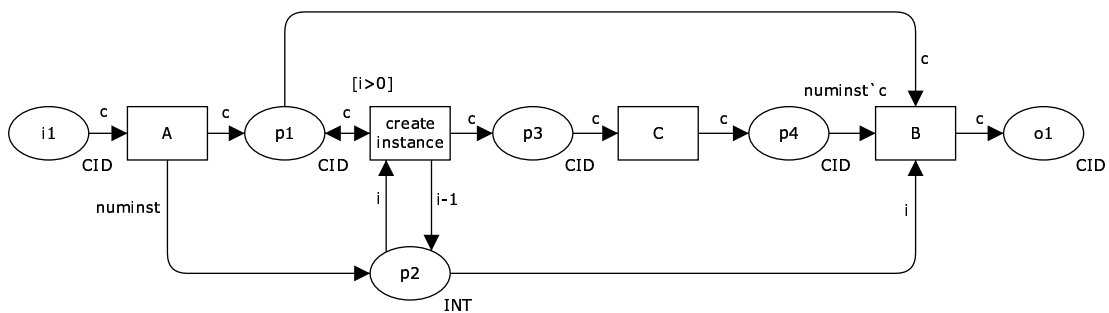 c
[i>0]
numinst`c
i1
c
A
c
p1
c
create
instance
c
p3
c
C
c
p4
B
c
o1
CID
CID
CID
CID
CID
numinst
i
i-1
i
p2
INT